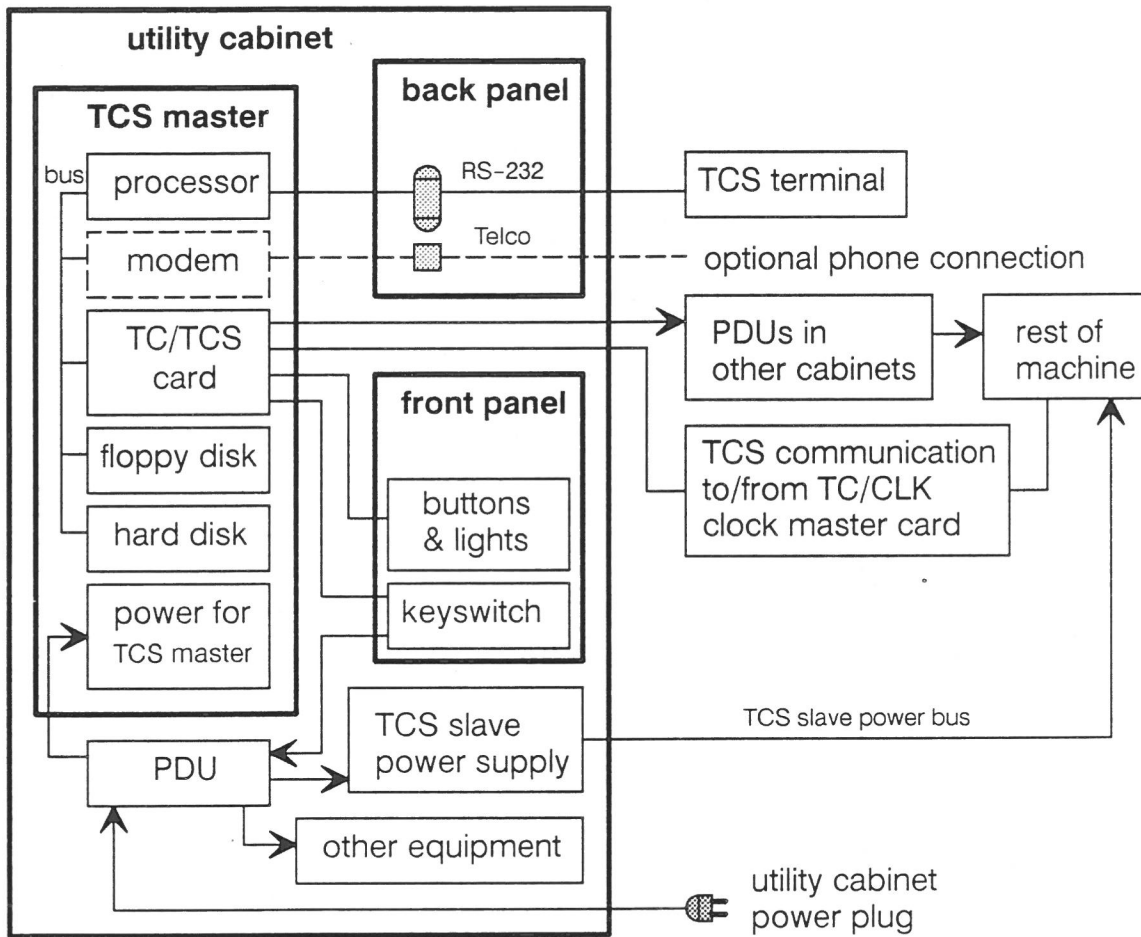 utility cabinet
TCS master
bus
processor
modem
TC/TCS
card
floppy disk
hard disk
power for
TCS master
back panel
RS-232
Telco
TCS terminal
optional phone connection
PDUs in
other cabinets
rest of
machine
front panel
buttons
& lights
keyswitch
TCS communication
to/from TC/CLK
clock master card
PDU
TCS slave
power supply
TCS slave power bus
other equipment
utility cabinet
power plug